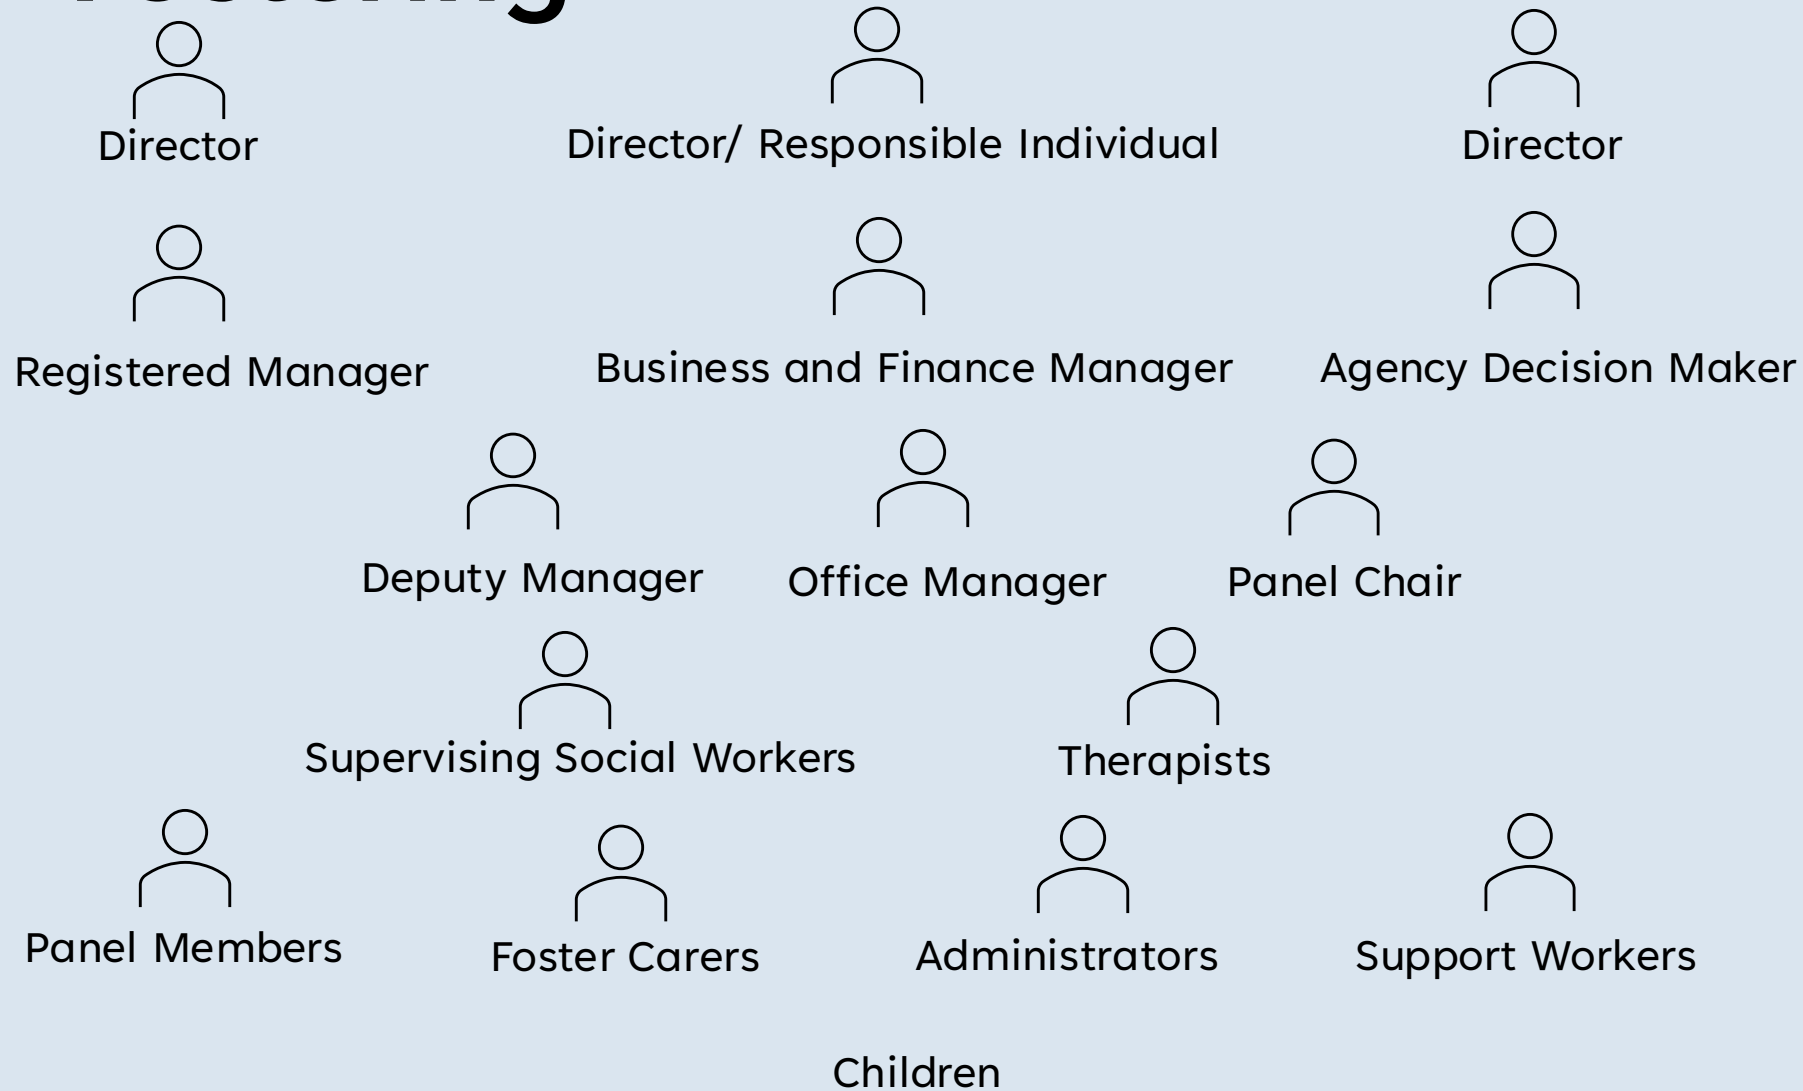 Fostering
Director
Director/ Responsible Individual
Director
Registered Manager
Business and Finance Manager
Agency Decision Maker
Deputy Manager
Office Manager
Panel Chair
Supervising Social Workers
Therapists
Panel Members
Foster Carers
Administrators
Support Workers
Children